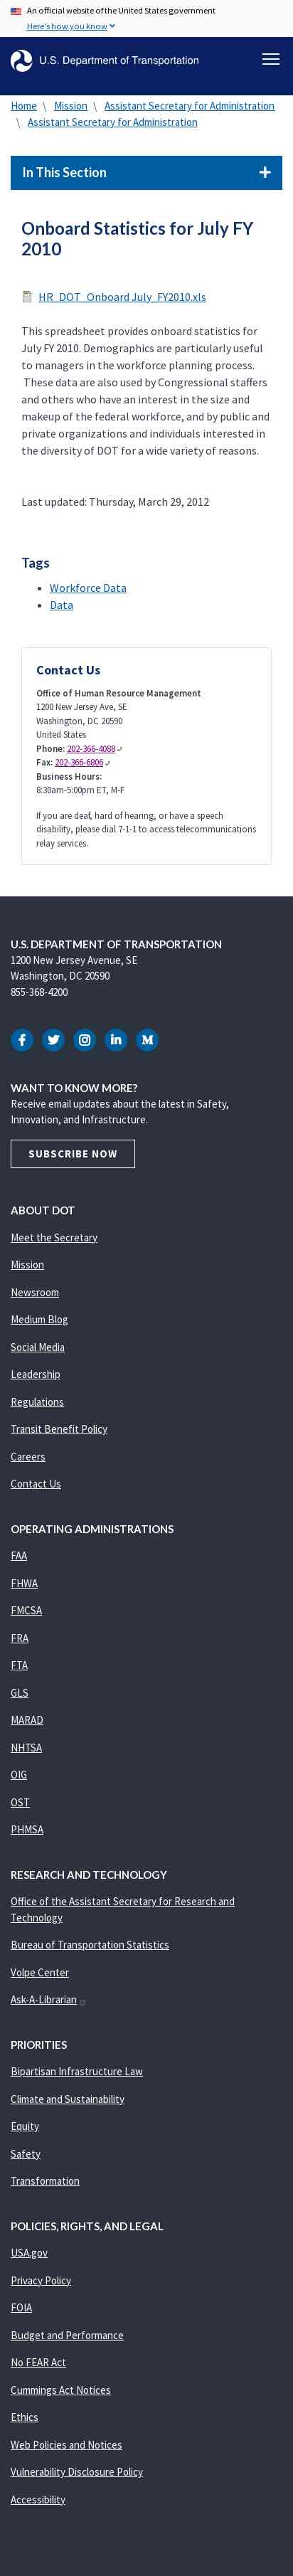 An official website of the United States government
Here's how you know
U.S. Department of Transportation
Home \ Mission \ Assistant Secretary for Administration
\ Assistant Secretary for Administration
In This Section
Onboard Statistics for July FY
2010
HR_DOT_Onboard July_FY2010.xls
This spreadsheet provides onboard statistics for
July FY 2010. Demographics are particularly useful
to managers in the workforce planning process.
These are also used by Congressional staffers
and others who have an interest in the size and
makeup of the federal workforce, and by public and
private organizations and individuals interested in
the diversity of DOT for a wide variety of reasons.
Last updated: Thursday, March 29, 2012
Tags
• Workforce Data
• Data
Contact Us
Office of Human Resource Management
1200 New Jersey Ave, SE
Washington, DC 20590
United States
Phone: 202-366-4088
Fax: 202-366-6806
Business Hours:
8:30am-5:00pm ET, M-F
If you are deaf, hard of hearing, or have a speech
disability, please dial 7-1-1 to access telecommunications
relay services.
U.S. DEPARTMENT OF TRANSPORTATION
1200 New Jersey Avenue, SE
Washington, DC 20590
855-368-4200
WANT TO KNOW MORE?
Receive email updates about the latest in Safety,
Innovation, and Infrastructure.
SUBSCRIBE NOW
ABOUT DOT
Meet the Secretary
Mission
Newsroom
Medium Blog
Social Media
Leadership
Regulations
Transit Benefit Policy
Careers
Contact Us
OPERATING ADMINISTRATIONS
FAA
FHWA
FMCSA
FRA
FTA
GLS
MARAD
NHTSA
OIG
OST
PHMSA
RESEARCH AND TECHNOLOGY
Office of the Assistant Secretary for Research and
Technology
Bureau of Transportation Statistics
Volpe Center
Ask-A-Librarian
PRIORITIES
Bipartisan Infrastructure Law
Climate and Sustainability
Equity
Safety
Transformation
POLICIES, RIGHTS, AND LEGAL
USA.gov
Privacy Policy
FOIA
Budget and Performance
No FEAR Act
Cummings Act Notices
Ethics
Web Policies and Notices
Vulnerability Disclosure Policy
Accessibility